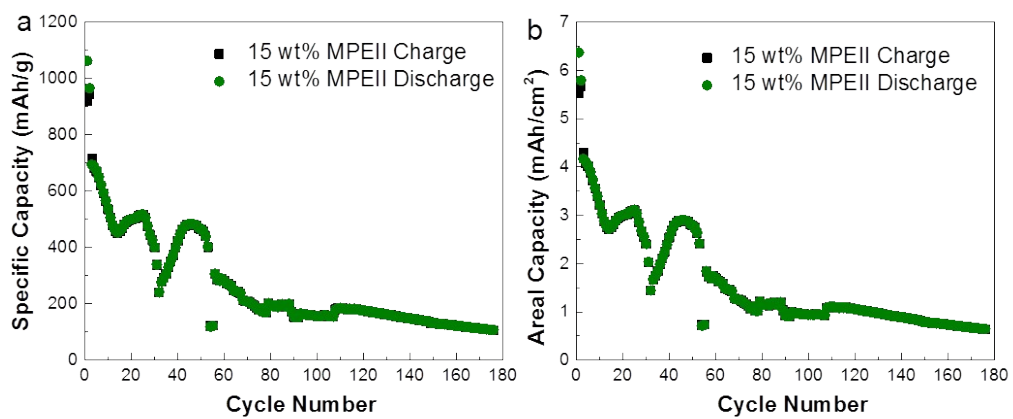 a
1200
1000
800
600
400
200
0
0 20 40 60 80 100 120 140 160 180
Specific Capacity (mAh/g)
Cycle Number
15 wt% MPEII Charge
15 wt% MPEII Discharge
b
7
6
5
4
3
2
1
0
0 20 40 60 80 100 120 140 160 180
Areal Capacity (mAh/cm²)
Cycle Number
15 wt% MPEII Charge
15 wt% MPEII Discharge